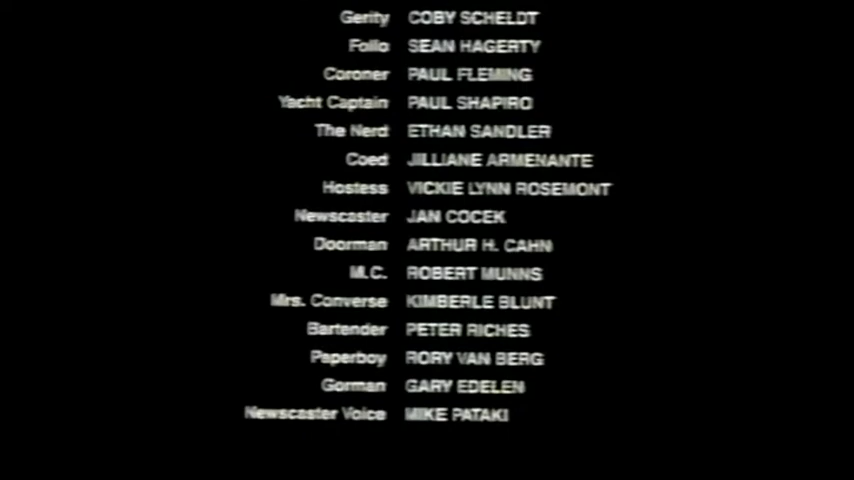 Gerity COBY SCHELDT
Follo SEAN HAGERTY
Coroner PAUL FLEMING
Yacht Captain PAUL SHAPIRO
The Nerd ETHAN SANDLER
Coed JILLIANE ARMENANTE
Hostess VICKIE LYNN ROSEMONT
Newscaster JAN COCEK
Doorman ARTHUR H. CAHN
M.C. ROBERT MUNNS
Mrs. Converse KIMBERLE BLUNT
Bartender PETER RICHES
Paperboy RORY VAN BERG
Gorman GARY EDELEN
Newscaster Voice MIKE PATAKI